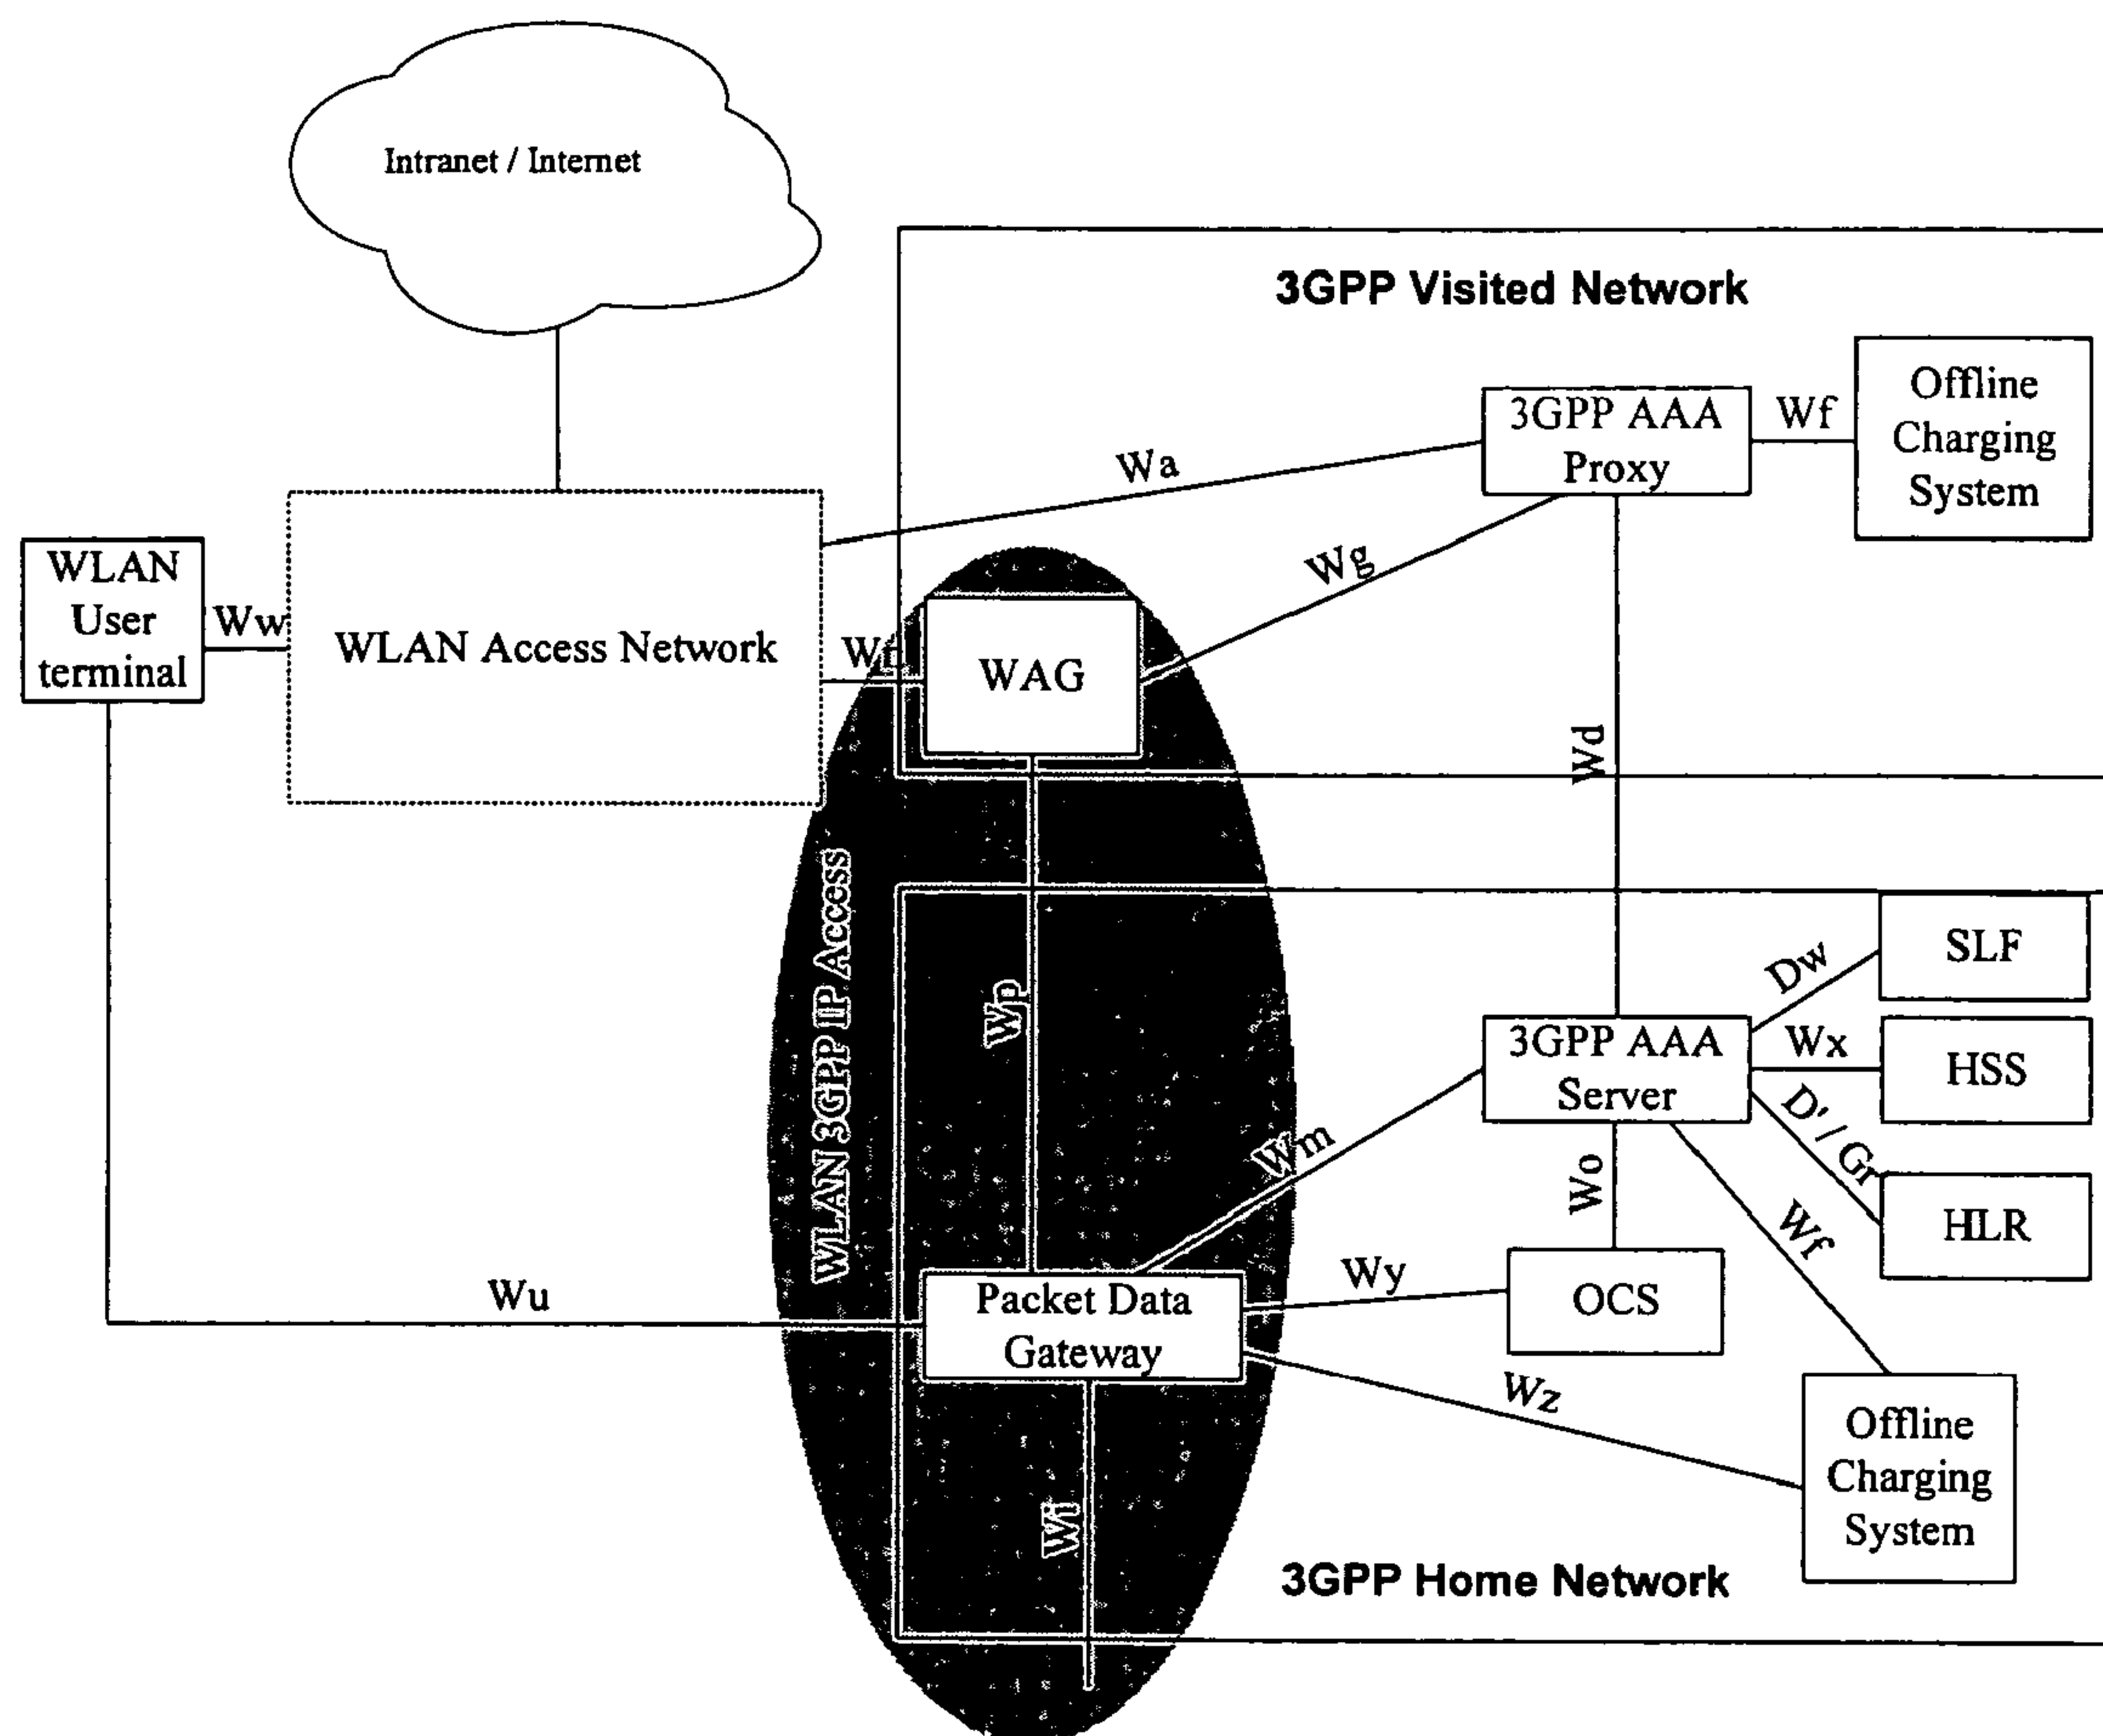 Intranet / Internet
3GPP Visited Network
Offline
Charging
System
3GPP AAA
Proxy
Wf
Wa
Wg
WLAN
User
terminal
Ww
WLAN Access Network
WAG
Wd
WLAN 3GPP IP Access
Wp
SLF
Dw
3GPP AAA
Server
Wx
HSS
D' / Gr
HLR
Wm
Wo
Wf
Wu
Packet Data
Gateway
Wy
OCS
Wz
Offline
Charging
System
Wi
3GPP Home Network